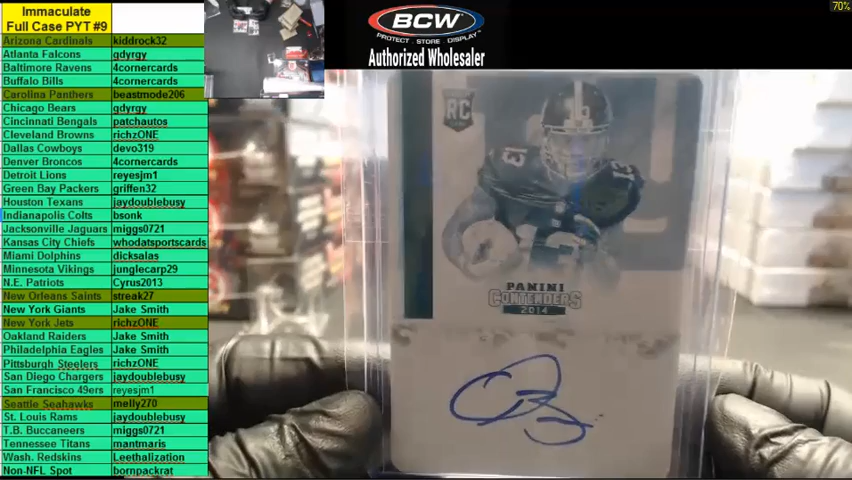 70%
Immaculate
Full Case PYT #9
Arizona Cardinals kiddrock32
Atlanta Falcons gdyrgy
Baltimore Ravens 4cornercards
Buffalo Bills 4cornercards
Carolina Panthers beastmode206
Chicago Bears gdyrgy
Cincinnati Bengals patchautos
Cleveland Browns richzONE
Dallas Cowboys devo319
Denver Broncos 4cornercards
Detroit Lions reyesjm1
Green Bay Packers griffen32
Houston Texans jaydoublebusy
Indianapolis Colts bsonk
Jacksonville Jaguars miggs0721
Kansas City Chiefs whodatsportscards
Miami Dolphins dicksalas
Minnesota Vikings junglecarp29
N.E. Patriots Cyrus2013
New Orleans Saints streak27
New York Giants Jake Smith
New York Jets richzONE
Oakland Raiders Jake Smith
Philadelphia Eagles Jake Smith
Pittsburgh Steelers richzONE
San Diego Chargers jaydoublebusy
San Francisco 49ers reyesjm1
Seattle Seahawks melly270
St. Louis Rams jaydoublebusy
T.B. Buccaneers miggs0721
Tennessee Titans mantmaris
Wash. Redskins Leethalization
Non-NFL Spot bornpackrat
BCW
PROTECT · STORE · DISPLAY
Authorized Wholesaler
RC
13
13
PANINI
CONTENDERS
2014